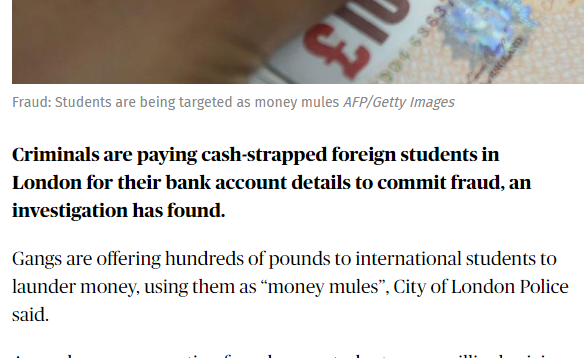 £10
Fraud: Students are being targeted as money mules AFP/Getty Images
Criminals are paying cash-strapped foreign students in
London for their bank account details to commit fraud, an
investigation has found.
Gangs are offering hundreds of pounds to international students to
launder money, using them as “money mules”, City of London Police
said.